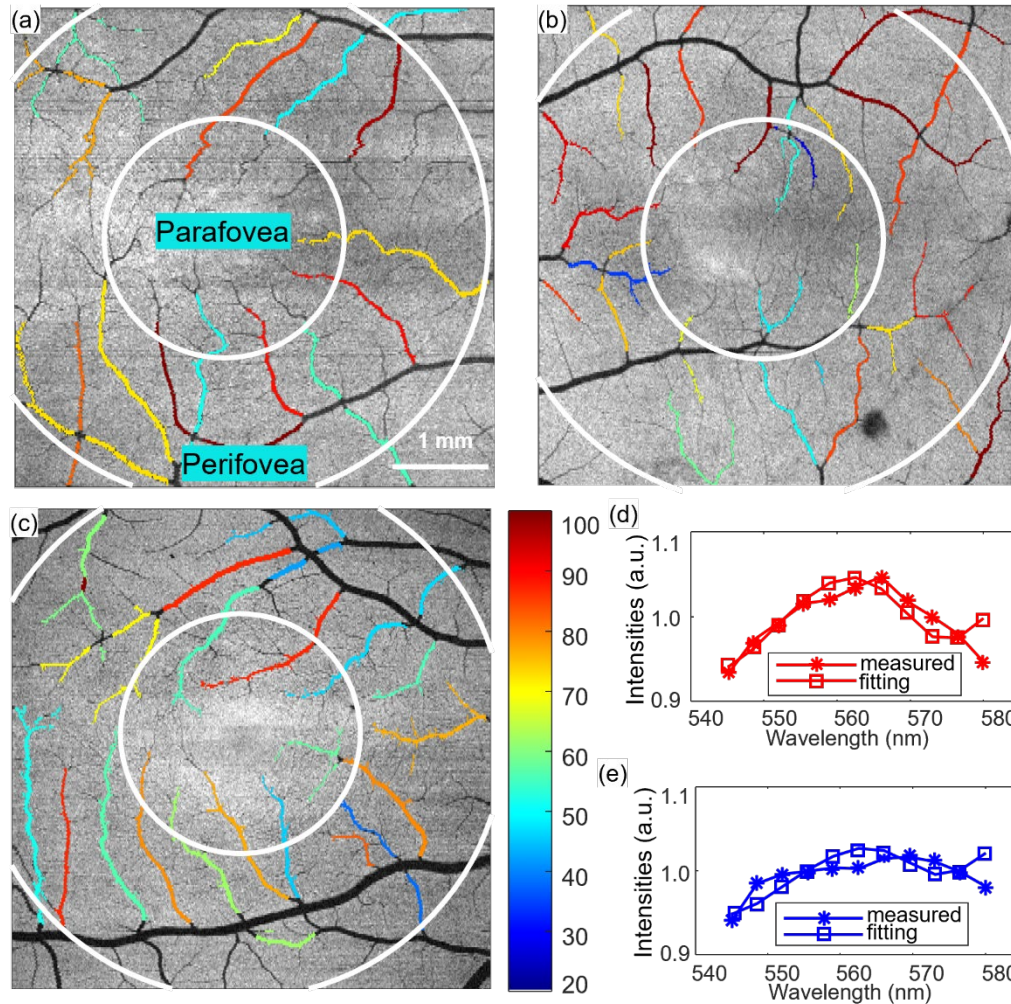 (a)
Parafovea
Perifovea
1 mm
(b)
(c)
100
90
80
70
60
50
40
30
20
(d)
1.1
1.0
0.9
Intensities (a.u.)
measured
fitting
540 550 560 570 580
Wavelength (nm)
(e)
1.1
1.0
0.9
Intensities (a.u.)
measured
fitting
540 550 560 570 580
Wavelength (nm)